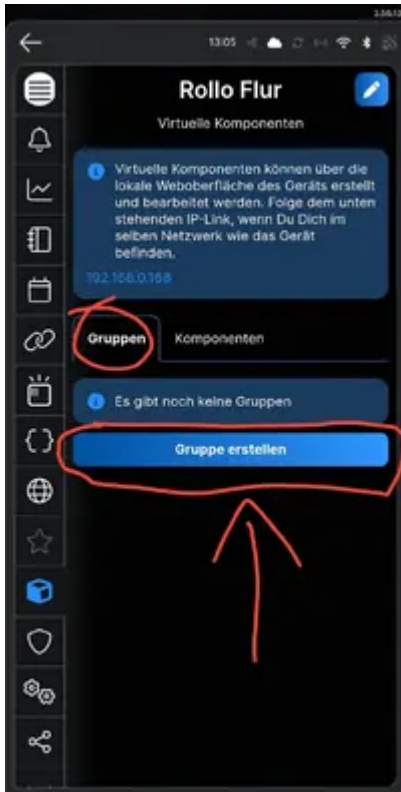 13:05
Rollo Flur
Virtuelle Komponenten
Virtuelle Komponenten können über die
lokale Weboberfläche des Geräts erstellt
und bearbeitet werden. Folge dem unten
stehenden IP-Link, wenn Du Dich im
selben Netzwerk wie das Gerät
befinden.
192.168.0.168
Gruppen Komponenten
Es gibt noch keine Gruppen
Gruppe erstellen